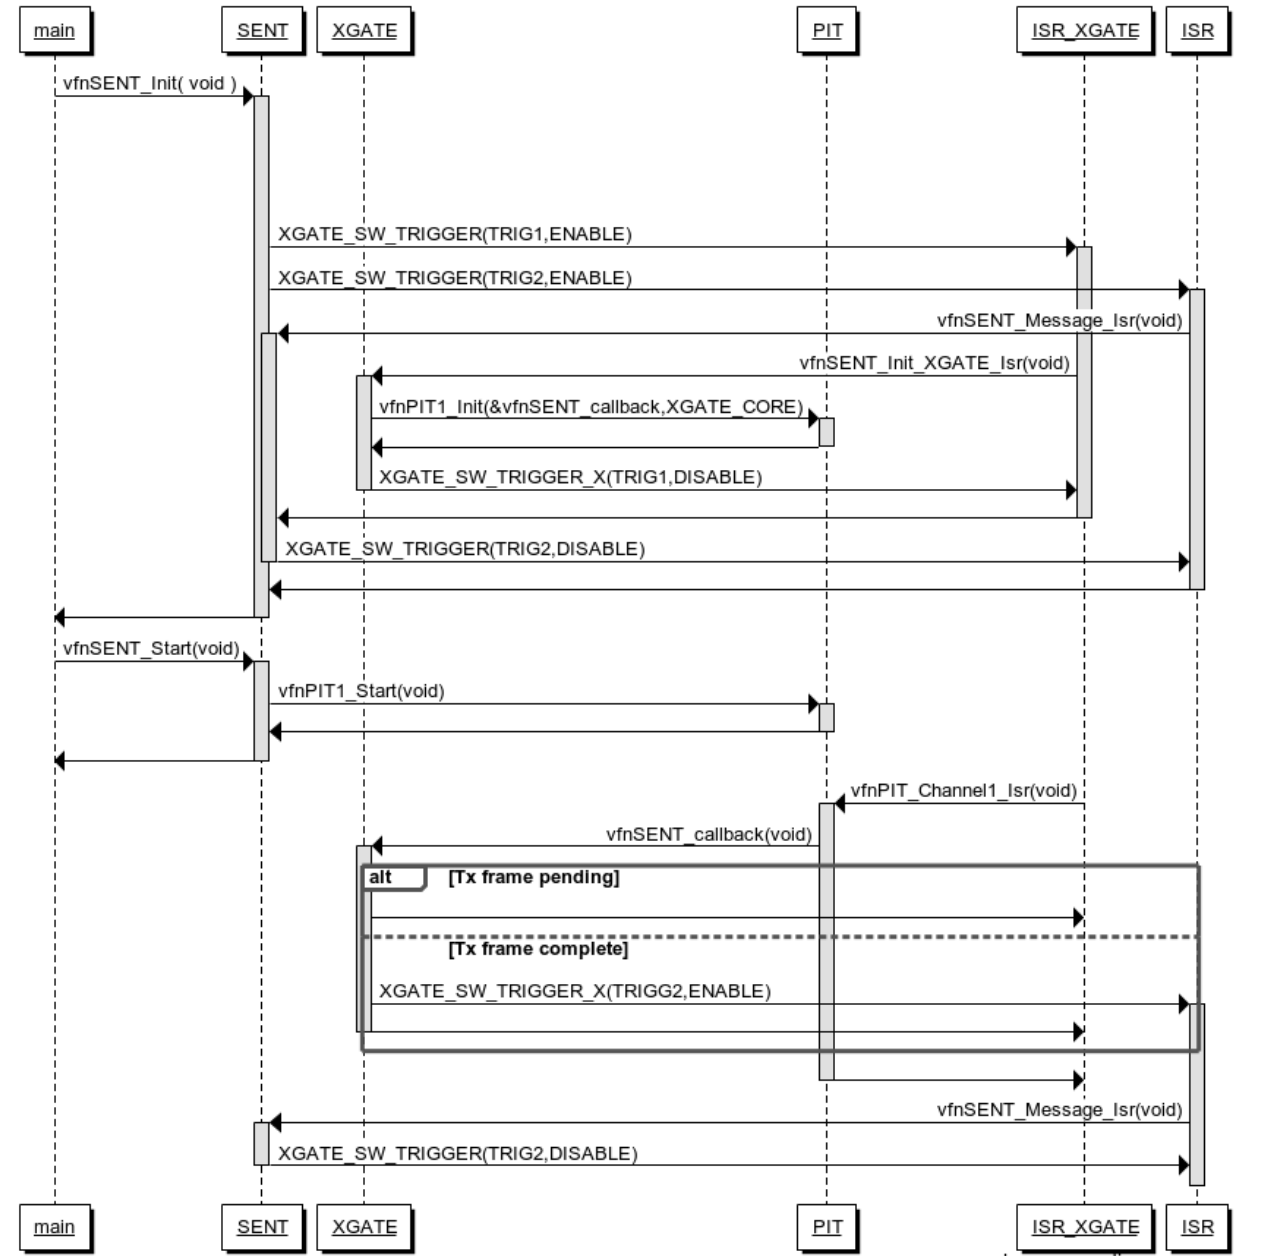 main SENT XGATE PIT ISR_XGATE ISR
vfnSENT_Init( void )
XGATE_SW_TRIGGER(TRIG1,ENABLE)
XGATE_SW_TRIGGER(TRIG2,ENABLE)
vfnSENT_Message_Isr(void)
vfnSENT_Init_XGATE_Isr(void)
vfnPIT1_Init(&vfnSENT_callback,XGATE_CORE)
XGATE_SW_TRIGGER_X(TRIG1,DISABLE)
XGATE_SW_TRIGGER(TRIG2,DISABLE)
vfnSENT_Start(void)
vfnPIT1_Start(void)
vfnPIT_Channel1_Isr(void)
vfnSENT_callback(void)
alt [Tx frame pending]
[Tx frame complete]
XGATE_SW_TRIGGER_X(TRIGG2,ENABLE)
vfnSENT_Message_Isr(void)
XGATE_SW_TRIGGER(TRIG2,DISABLE)
main SENT XGATE PIT ISR_XGATE ISR